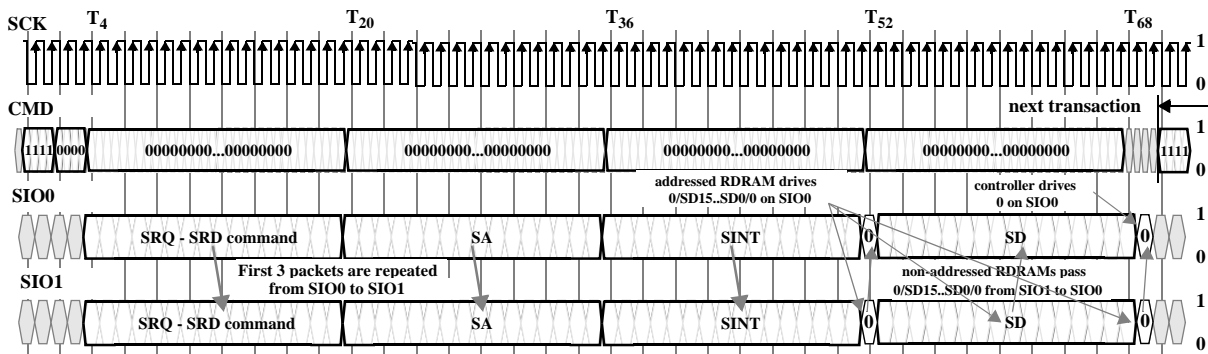 SCK T4 T20 T36 T52 T68
1
0
CMD next transaction
1
1111 0000 00000000...00000000 00000000...00000000 00000000...00000000 00000000...00000000 1111
0
addressed RDRAM drives
0/SD15..SD0/0 on SIO0
controller drives
0 on SIO0
SIO0
1
SRQ - SRD command SA SINT 0 SD 0
0
First 3 packets are repeated
from SIO0 to SIO1
non-addressed RDRAMs pass
0/SD15..SD0/0 from SIO1 to SIO0
SIO1
1
SRQ - SRD command SA SINT 0 SD 0
0